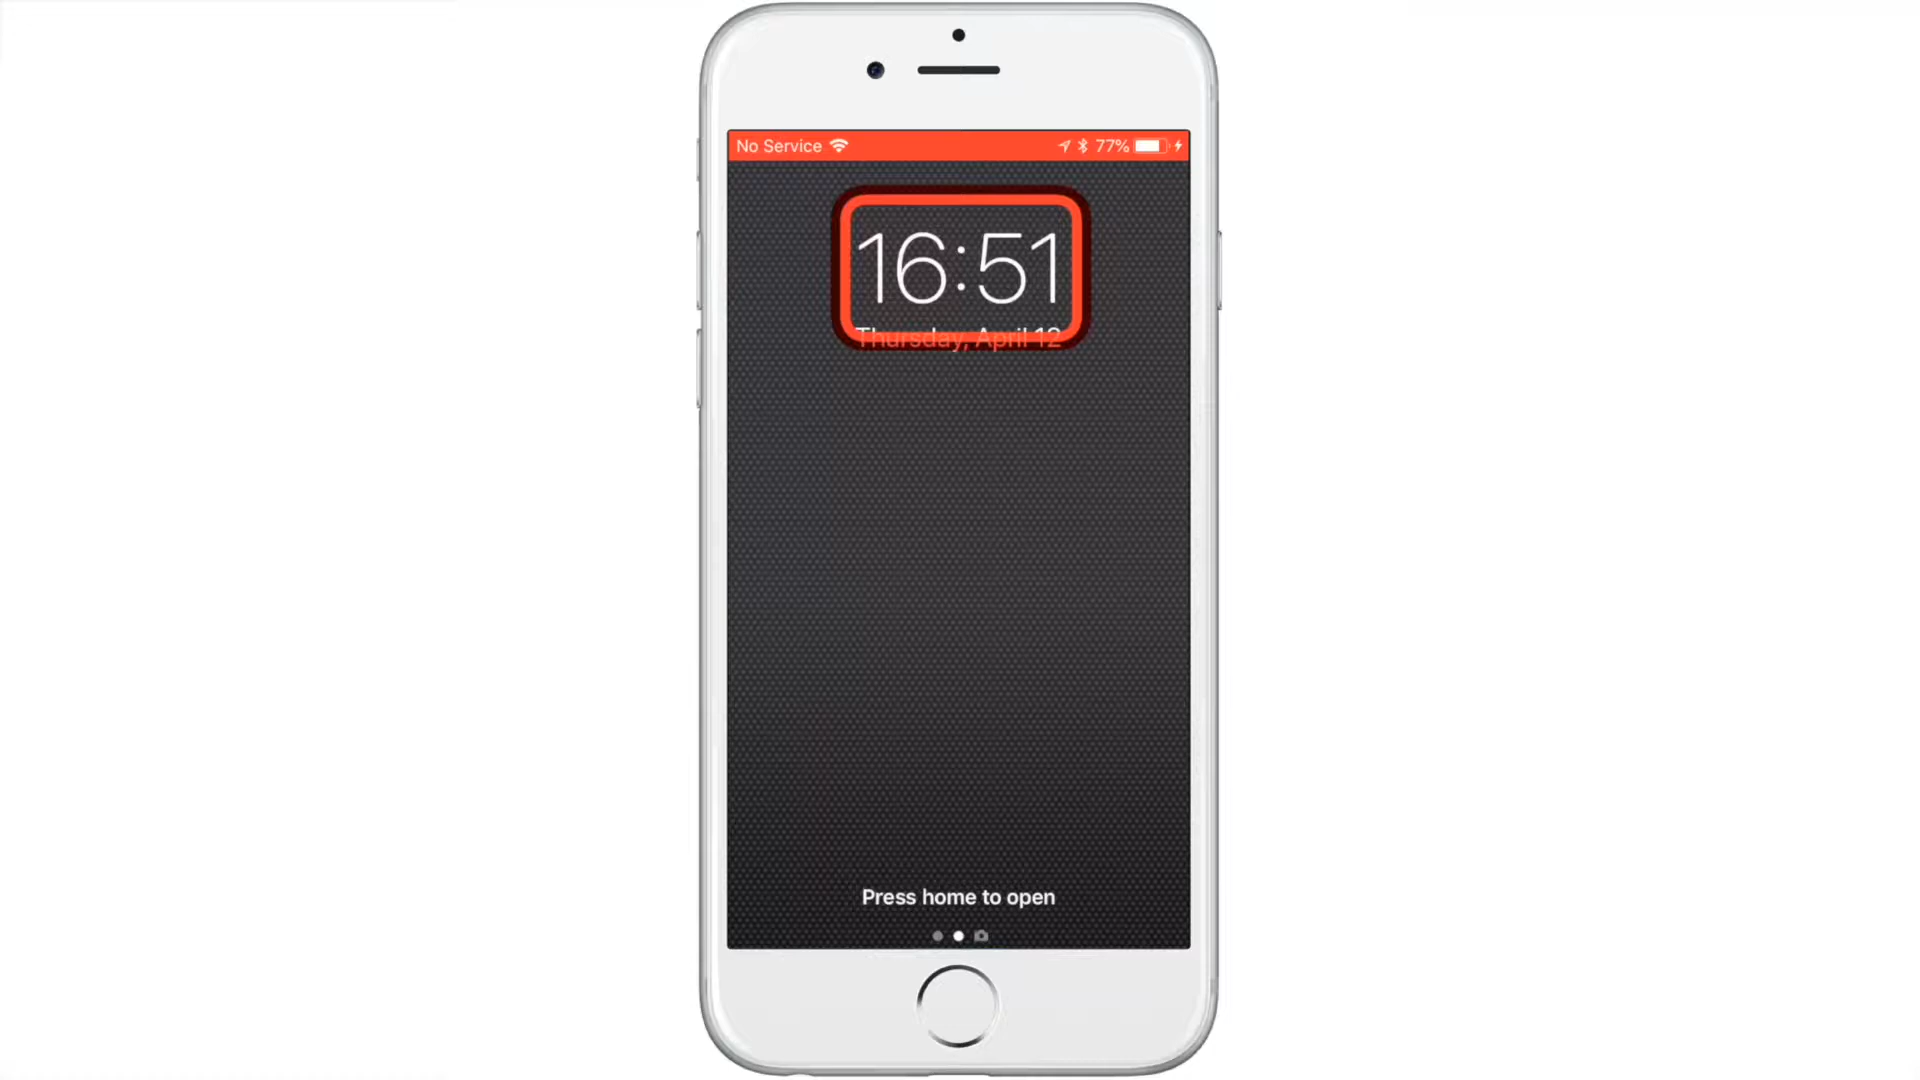 No Service 77%
16:51
Thursday, April 12
Press home to open